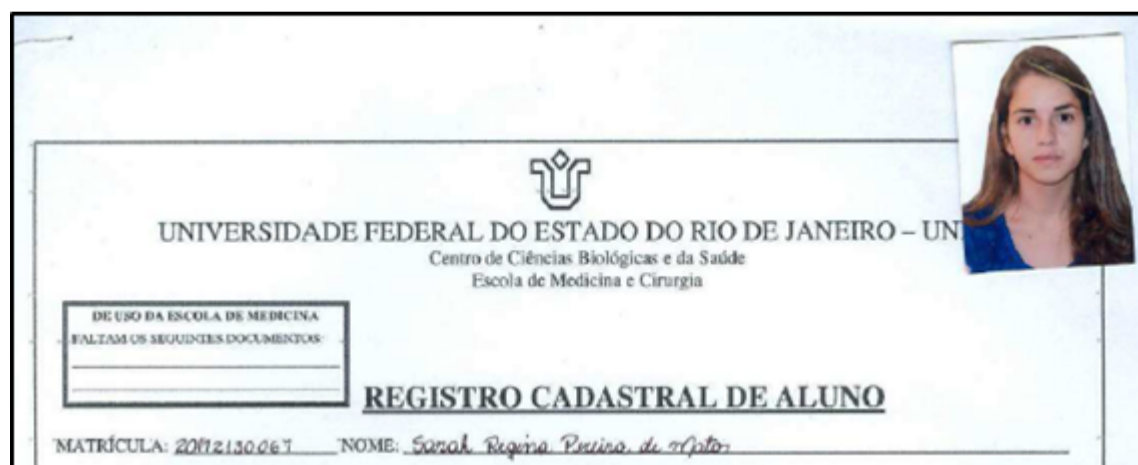 UNIVERSIDADE FEDERAL DO ESTADO DO RIO DE JANEIRO – UN
Centro de Ciências Biológicas e da Saúde
Escola de Medicina e Cirurgia
DE USO DA ESCOLA DE MEDICINA
FALTAM OS SEGUINTES DOCUMENTOS:
REGISTRO CADASTRAL DE ALUNO
MATRÍCULA: NOME: Sarah Regina Pereira de Mator